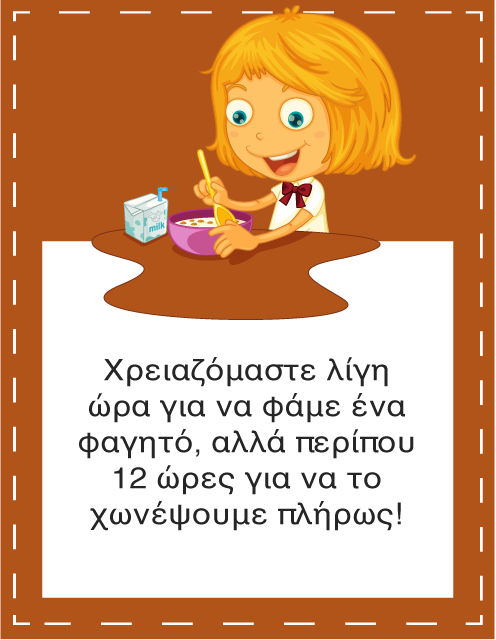 milk
Χρειαζόμαστε λίγη
ώρα για να φάμε ένα
φαγητό, αλλά περίπου
12 ώρες για να το
χωνέψουμε πλήρως!